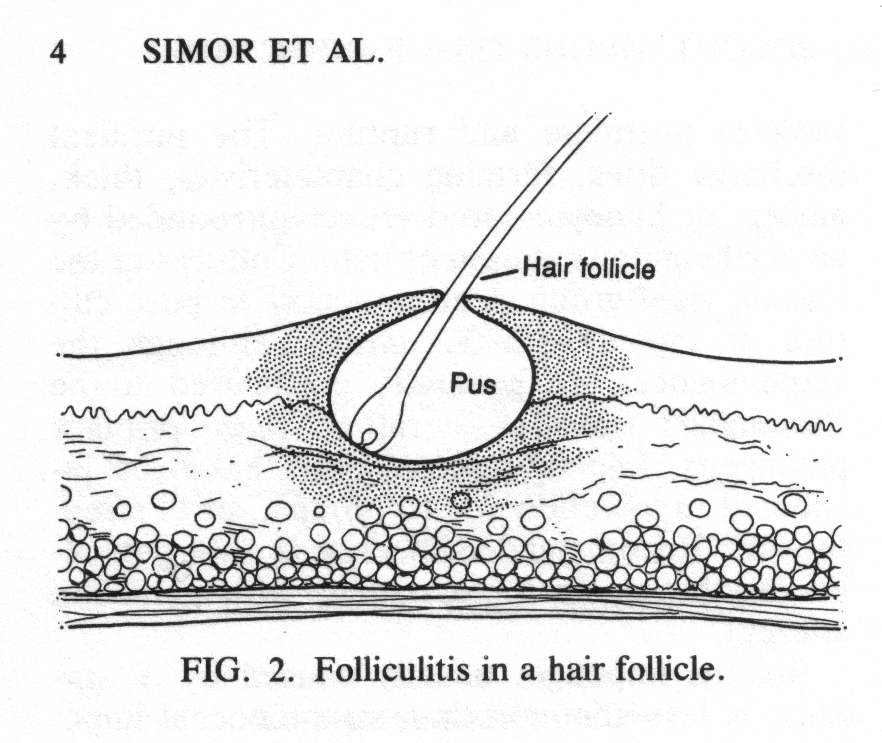 4 SIMOR ET AL.
Hair follicle
Pus
FIG. 2. Folliculitis in a hair follicle.